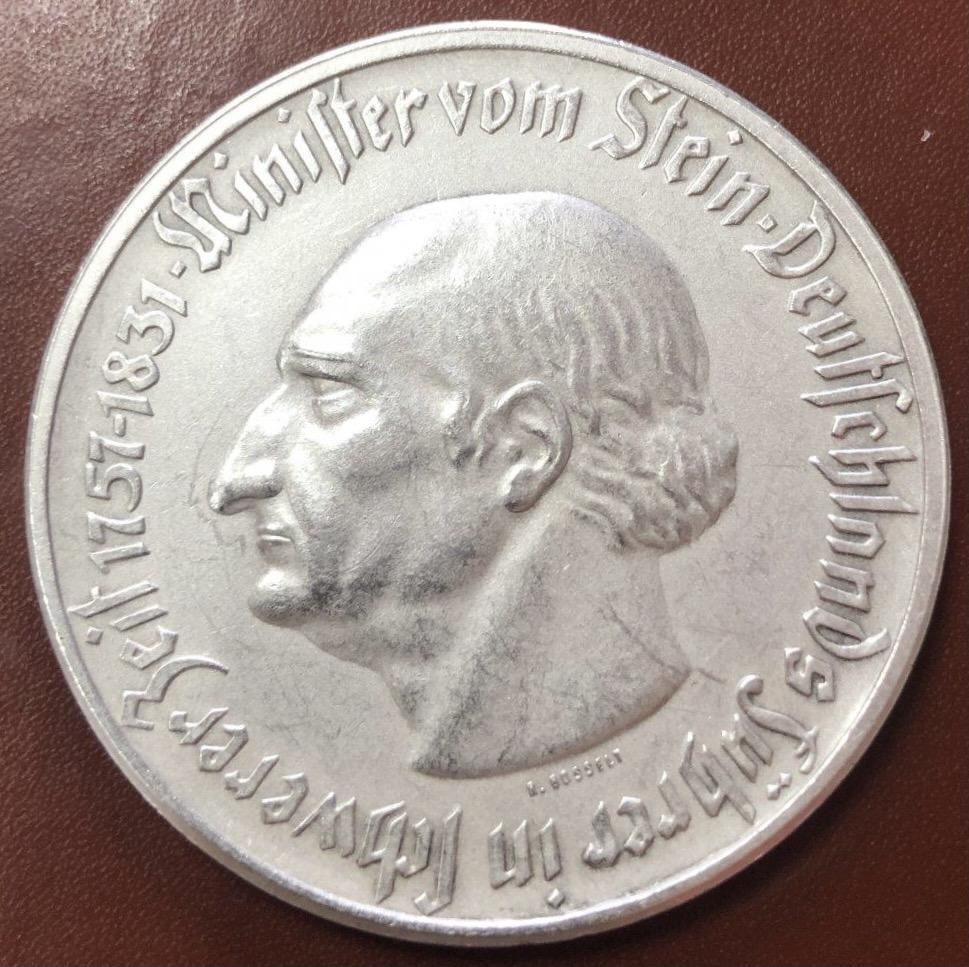 Minister vom Stein · Deutschlands Führer in schwerer Zeit 1757-1831 ·
R. BOSSELT